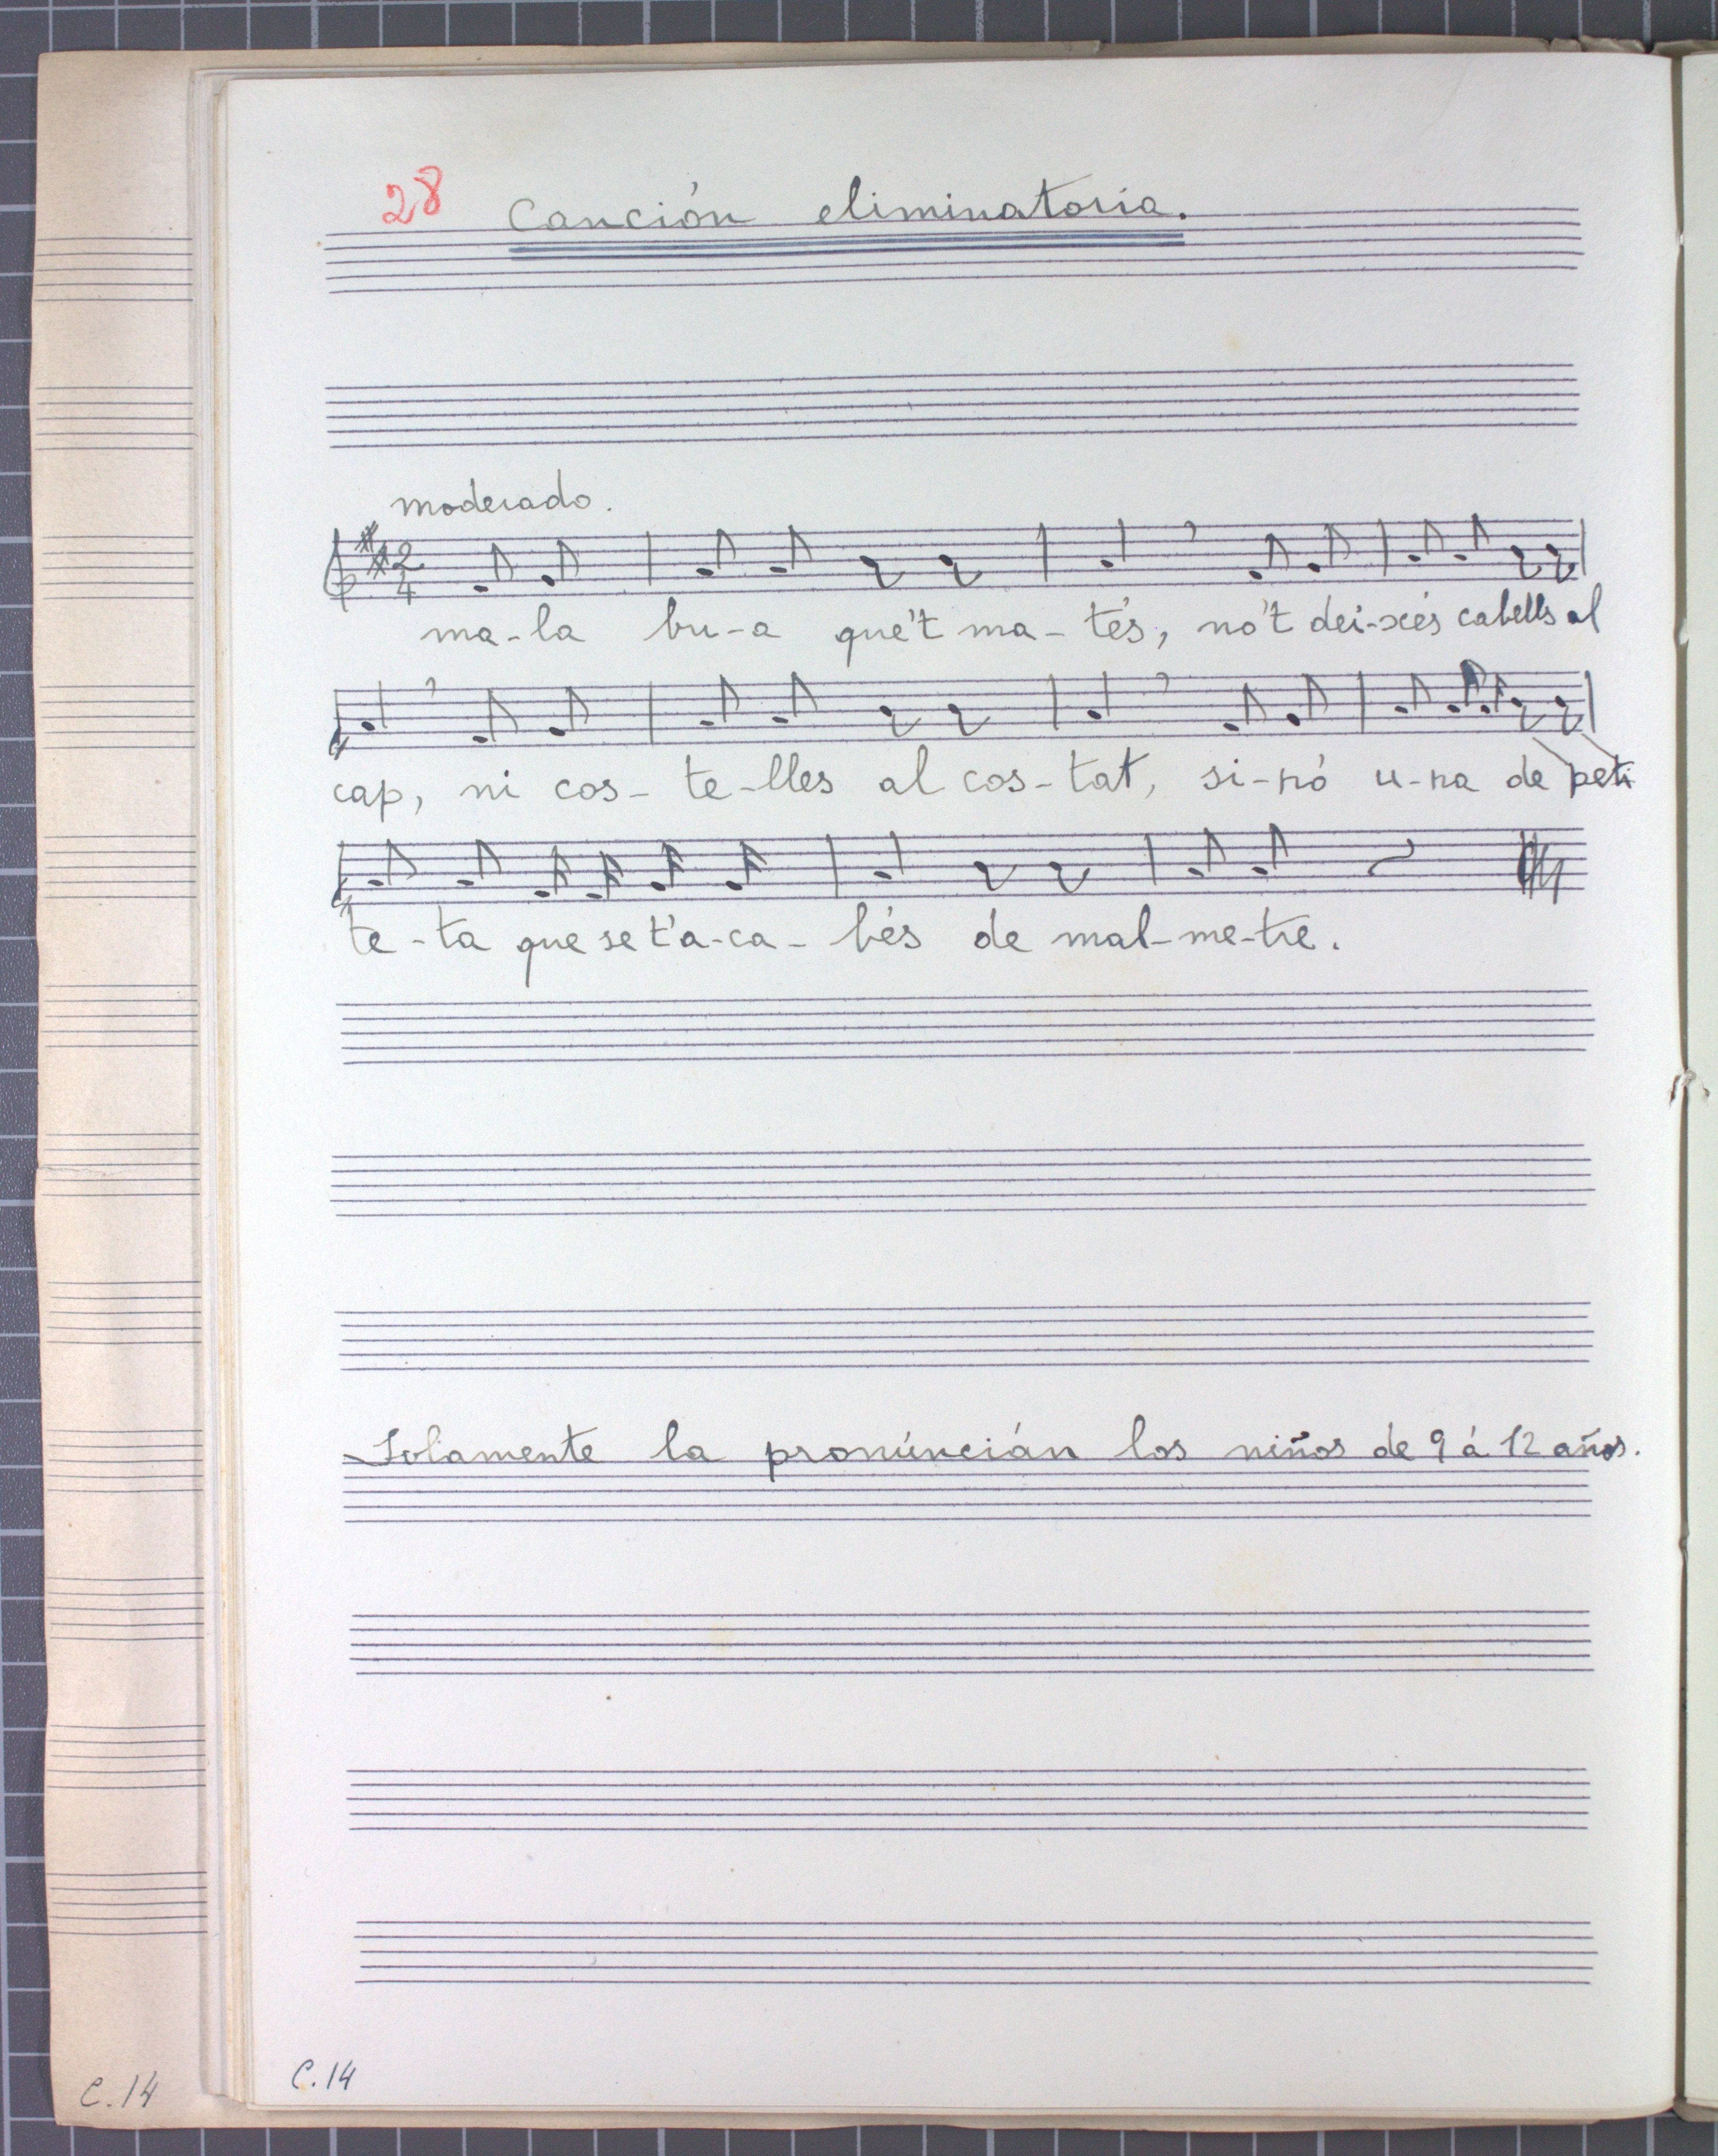 28 Canción eliminatoria.
moderado.
2
4
ma-la bu-a que't ma-tés, no't dei-xés cabells al
cap, ni cos-te-lles al cos-tat, si-nó u-na de peti
te-ta que se t'a-ca-bés de mal-me-tre.
Solamente la pronúncián los niños de 9 á 12 años.
C.14
C.14